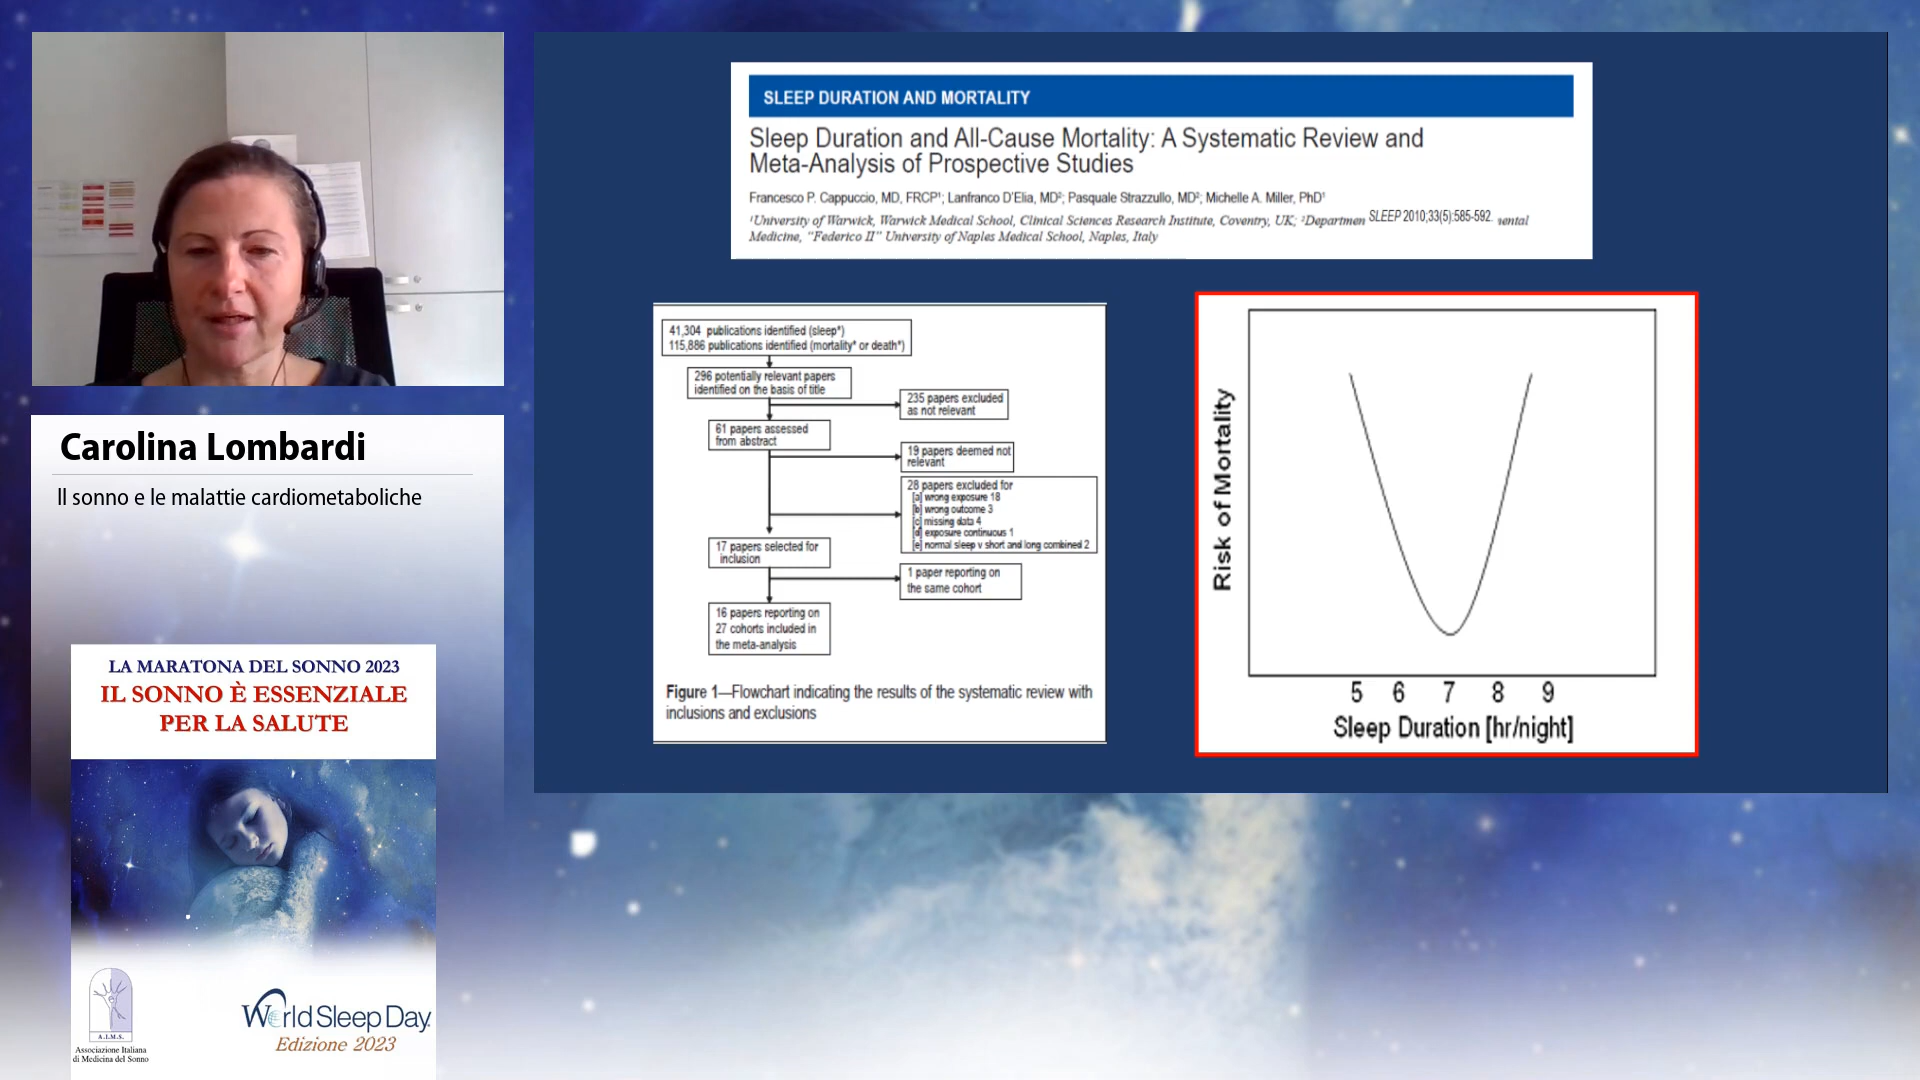 Carolina Lombardi
Il sonno e le malattie cardiometaboliche
LA MARATONA DEL SONNO 2023
IL SONNO È ESSENZIALE
PER LA SALUTE
A.I.M.S.
Associazione Italiana
di Medicina del Sonno
World Sleep Day.
Edizione 2023
SLEEP DURATION AND MORTALITY
Sleep Duration and All-Cause Mortality: A Systematic Review and
Meta-Analysis of Prospective Studies
Francesco P. Cappuccio, MD, FRCP¹; Lanfranco D'Elia, MD²; Pasquale Strazzullo, MD²; Michelle A. Miller, PhD¹
¹University of Warwick, Warwick Medical School, Clinical Sciences Research Institute, Coventry, UK; ²Departmen SLEEP 2010;33(5):585-592.
Medicine, "Federico II" University of Naples Medical School, Naples, Italy
41,304 publications identified (sleep*)
115,886 publications identified (mortality* or death*)
296 potentially relevant papers
identified on the basis of title
235 papers excluded
as not relevant
61 papers assessed
from abstract
19 papers deemed not
relevant
28 papers excluded for
[a] wrong exposure 18
[b] wrong outcome 3
[c] missing data 4
[d] exposure continuous 1
[e] normal sleep v short and long combined 2
17 papers selected for
inclusion
1 paper reporting on
the same cohort
16 papers reporting on
27 cohorts included in
the meta-analysis
Figure 1—Flowchart indicating the results of the systematic review with
inclusions and exclusions
Risk of Mortality
5 6 7 8 9
Sleep Duration [hr/night]